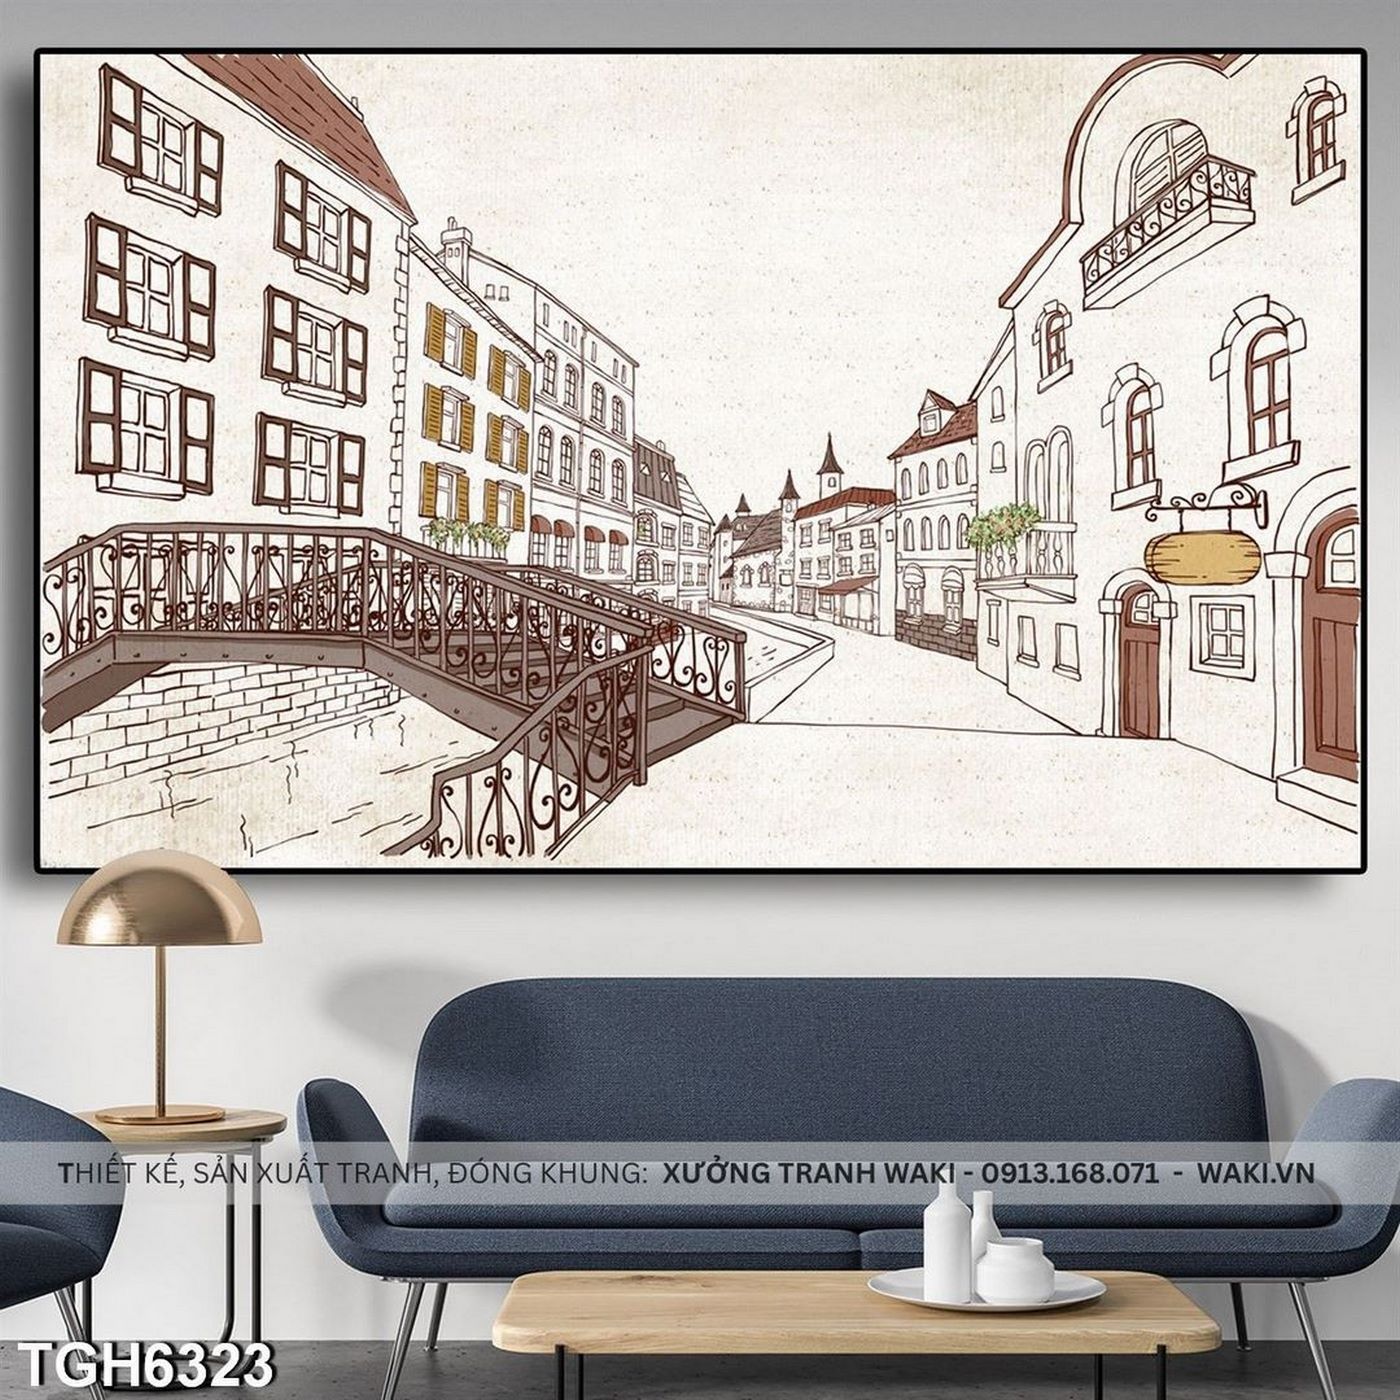 THIẾT KẾ, SẢN XUẤT TRANH, ĐÓNG KHUNG: XƯỞNG TRANH WAKI - 0913.168.071 - WAKI.VN
TGH6323